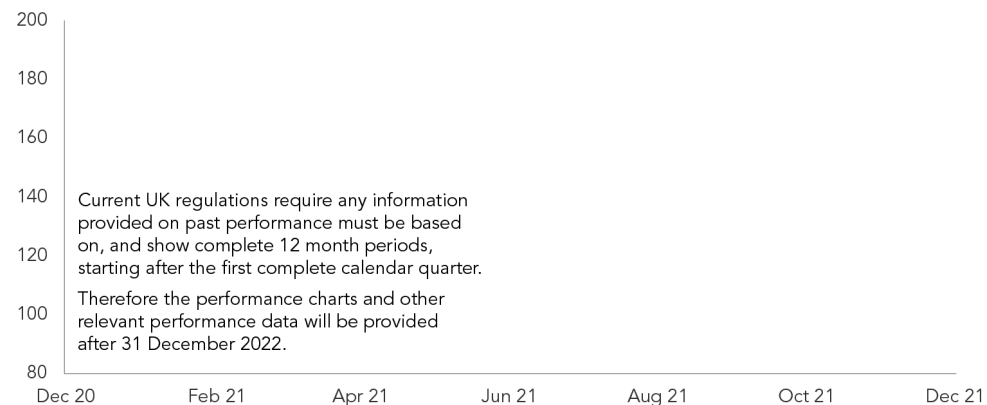 200
180
160
140
Current UK regulations require any information
provided on past performance must be based
on, and show complete 12 month periods,
120
starting after the first complete calendar quarter.
Therefore the performance charts and other
100
relevant performance data will be provided
after 31 December 2022.
80
Dec 20 Feb 21 Apr 21 Jun 21 Aug 21 Oct 21 Dec 21